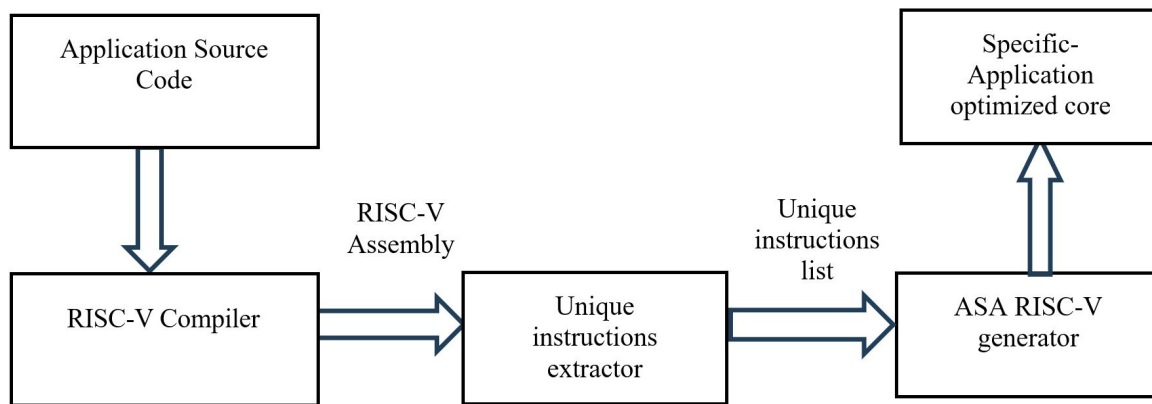 Application Source
Code
Specific-
Application
optimized core
RISC-V
Assembly
Unique
instructions
list
RISC-V Compiler
Unique
instructions
extractor
ASA RISC-V
generator